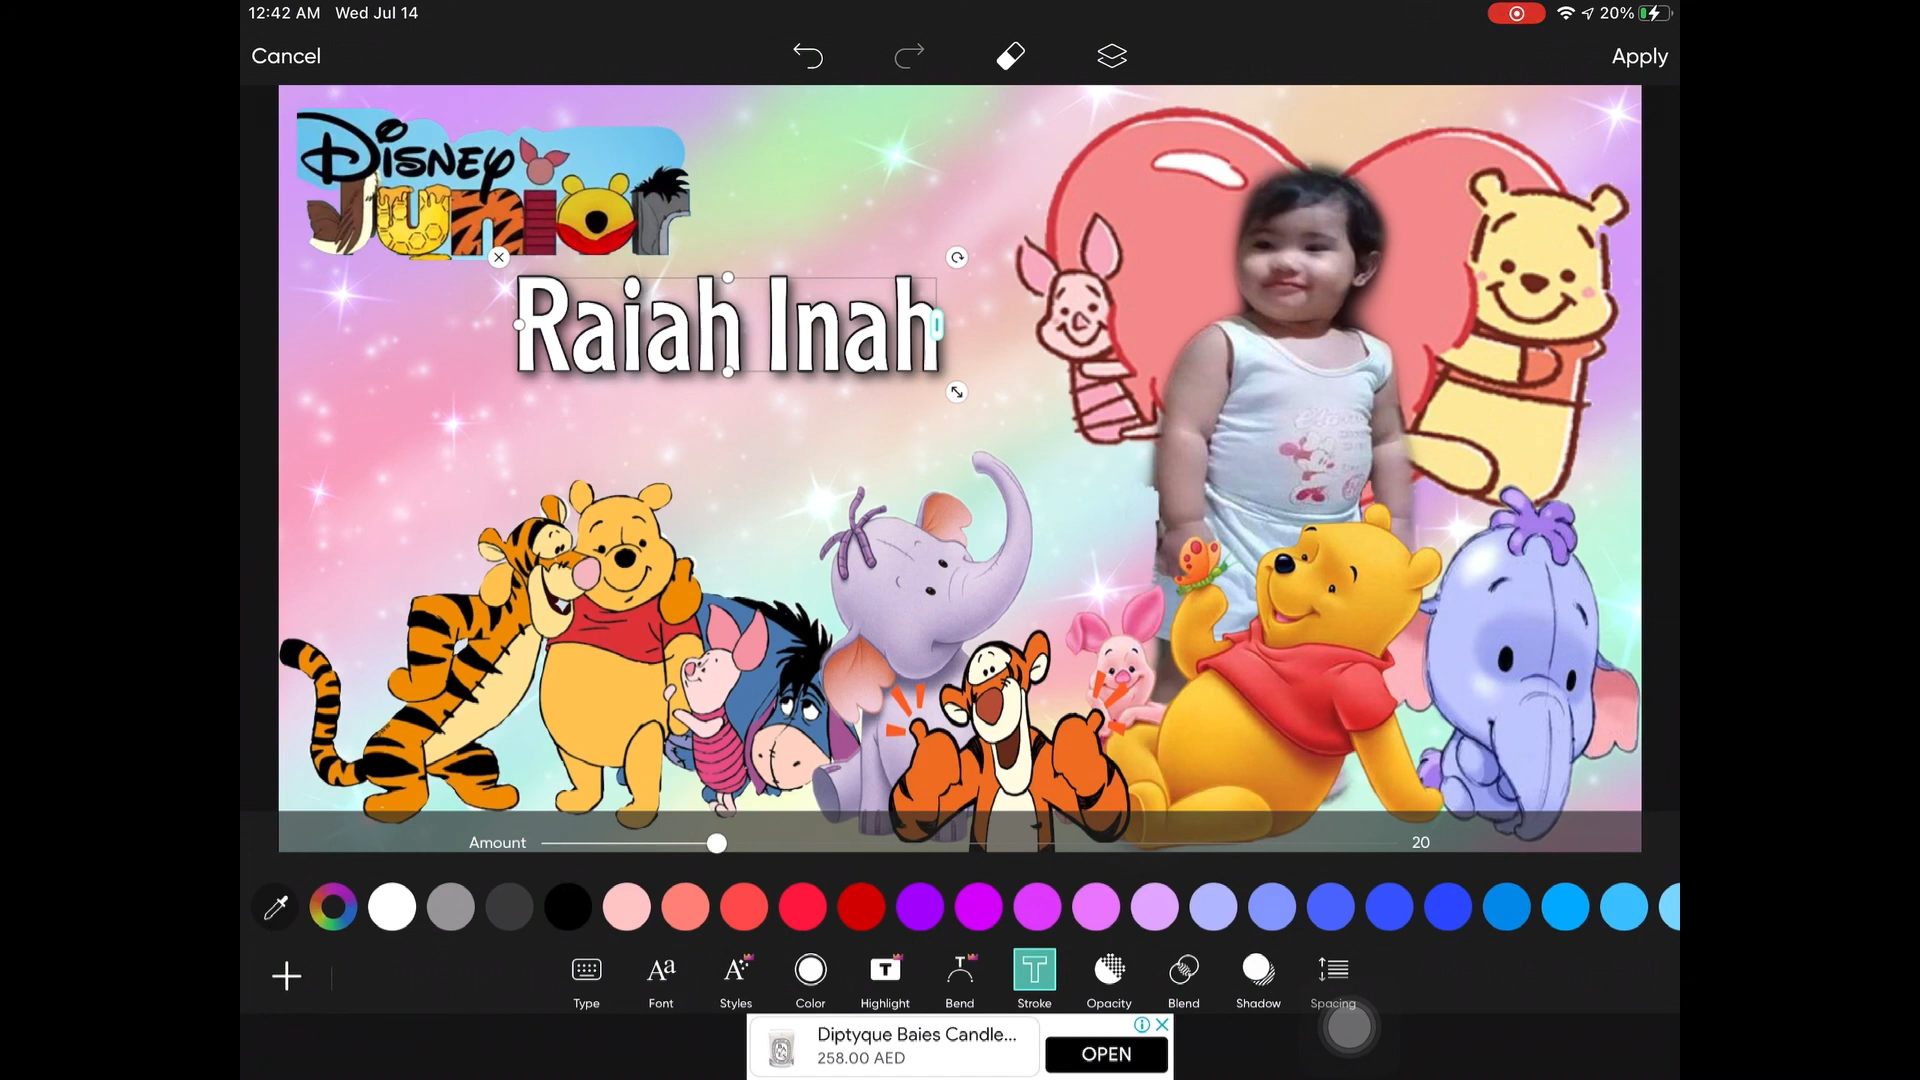 12:42 AM Wed Jul 14
20%
Cancel
Apply
Disney
Junior
Raiah Inah
Amount
20
Type
Font
Styles
Color
Highlight
Bend
Stroke
Opacity
Blend
Shadow
Spacing
Diptyque Baies Candle...
258.00 AED
OPEN